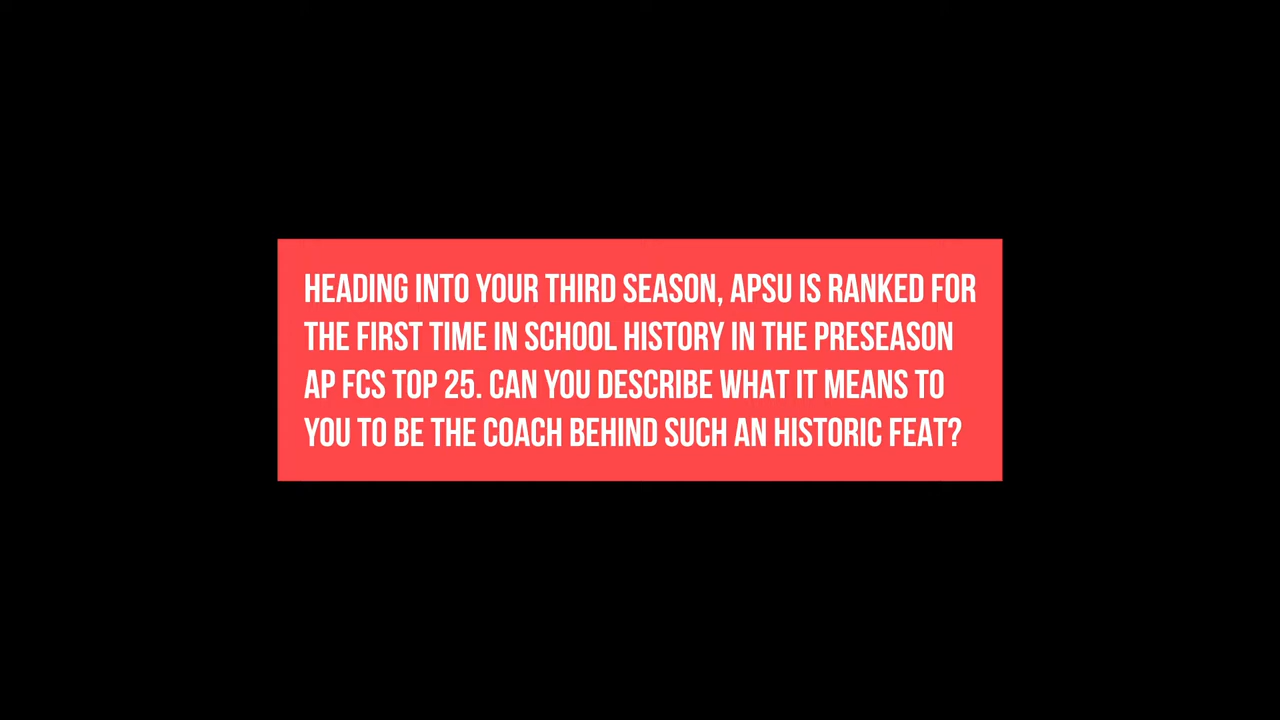 HEADING INTO YOUR THIRD SEASON, APSU IS RANKED FOR
THE FIRST TIME IN SCHOOL HISTORY IN THE PRESEASON
AP FCS TOP 25. CAN YOU DESCRIBE WHAT IT MEANS TO
YOU TO BE THE COACH BEHIND SUCH AN HISTORIC FEAT?